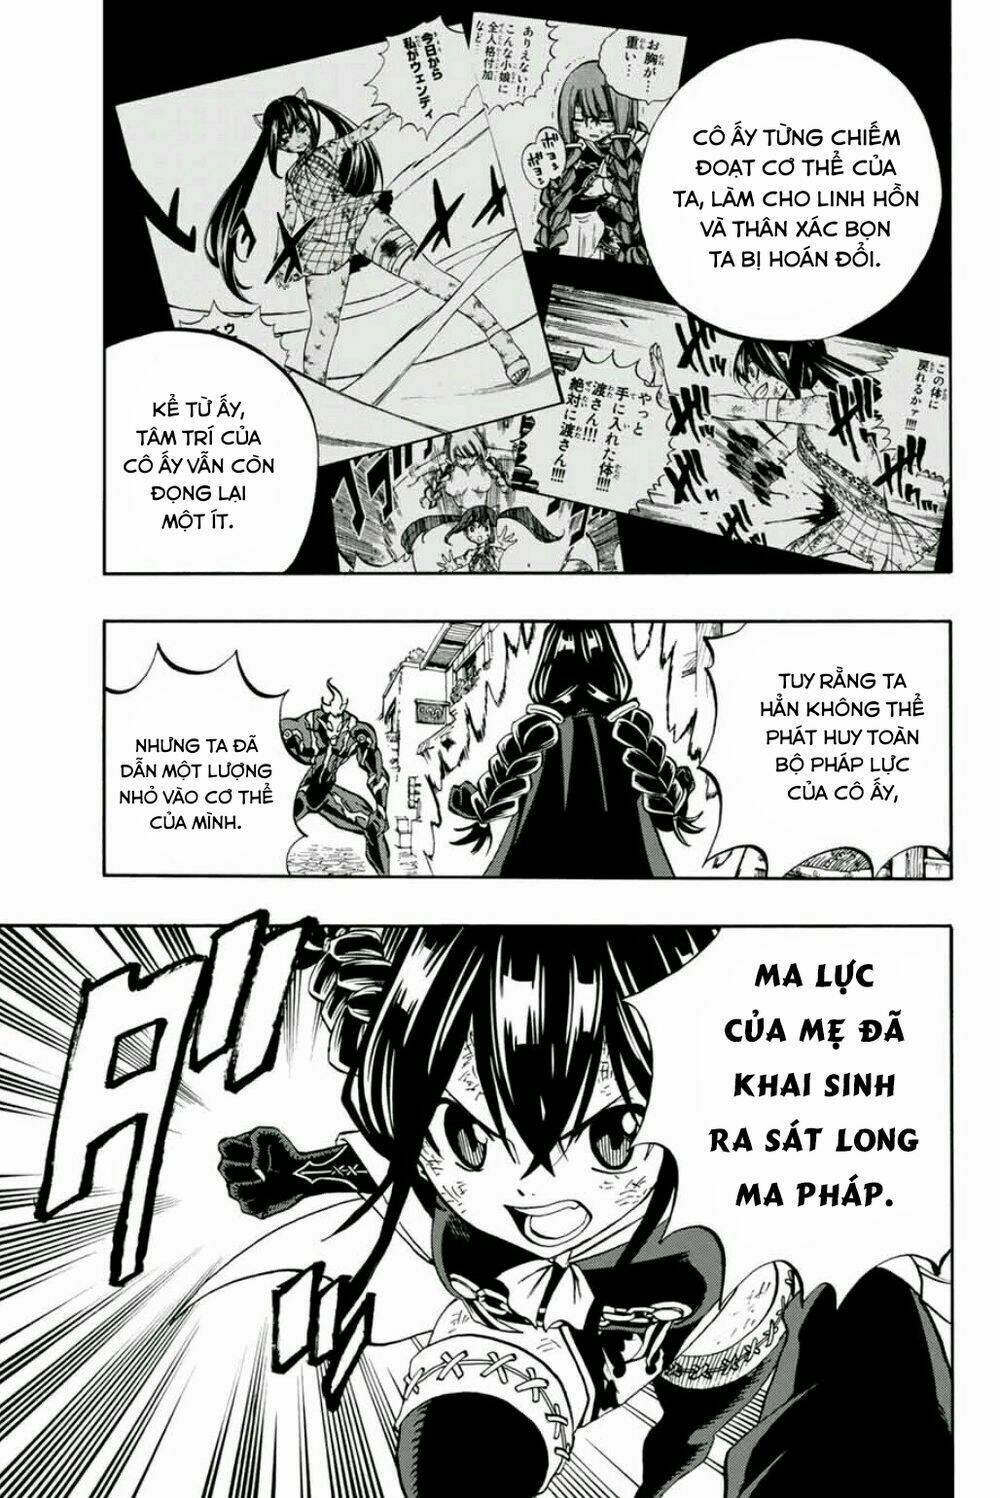 CÔ ẤY TỪNG CHIẾM
ĐOẠT CƠ THỂ CỦA
TA, LÀM CHO LINH HỒN
VÀ THÂN XÁC BỌN
TA BỊ HOÁN ĐỔI.
お胸が…
重い…
ありえない!!
こんな小娘に
全人格付加
など
今日から
私がウェンディ
この体に
戻れるかァ!!!!
やっと
手に入れた体!!!!
渡さん!!!
絶対に渡さん!!!!
KỂ TỪ ẤY,
TÂM TRÍ CỦA
CÔ ẤY VẪN CÒN
ĐỌNG LẠI
MỘT ÍT.
TUY RẰNG TA
HẲN KHÔNG THỂ
PHÁT HUY TOÀN
BỘ PHÁP LỰC
CỦA CÔ ẤY,
NHƯNG TA ĐÃ
DẪN MỘT LƯỢNG
NHỎ VÀO CƠ THỂ
CỦA MÌNH.
MA LỰC
CỦA MẸ ĐÃ
KHAI SINH
RA SÁT LONG
MA PHÁP.